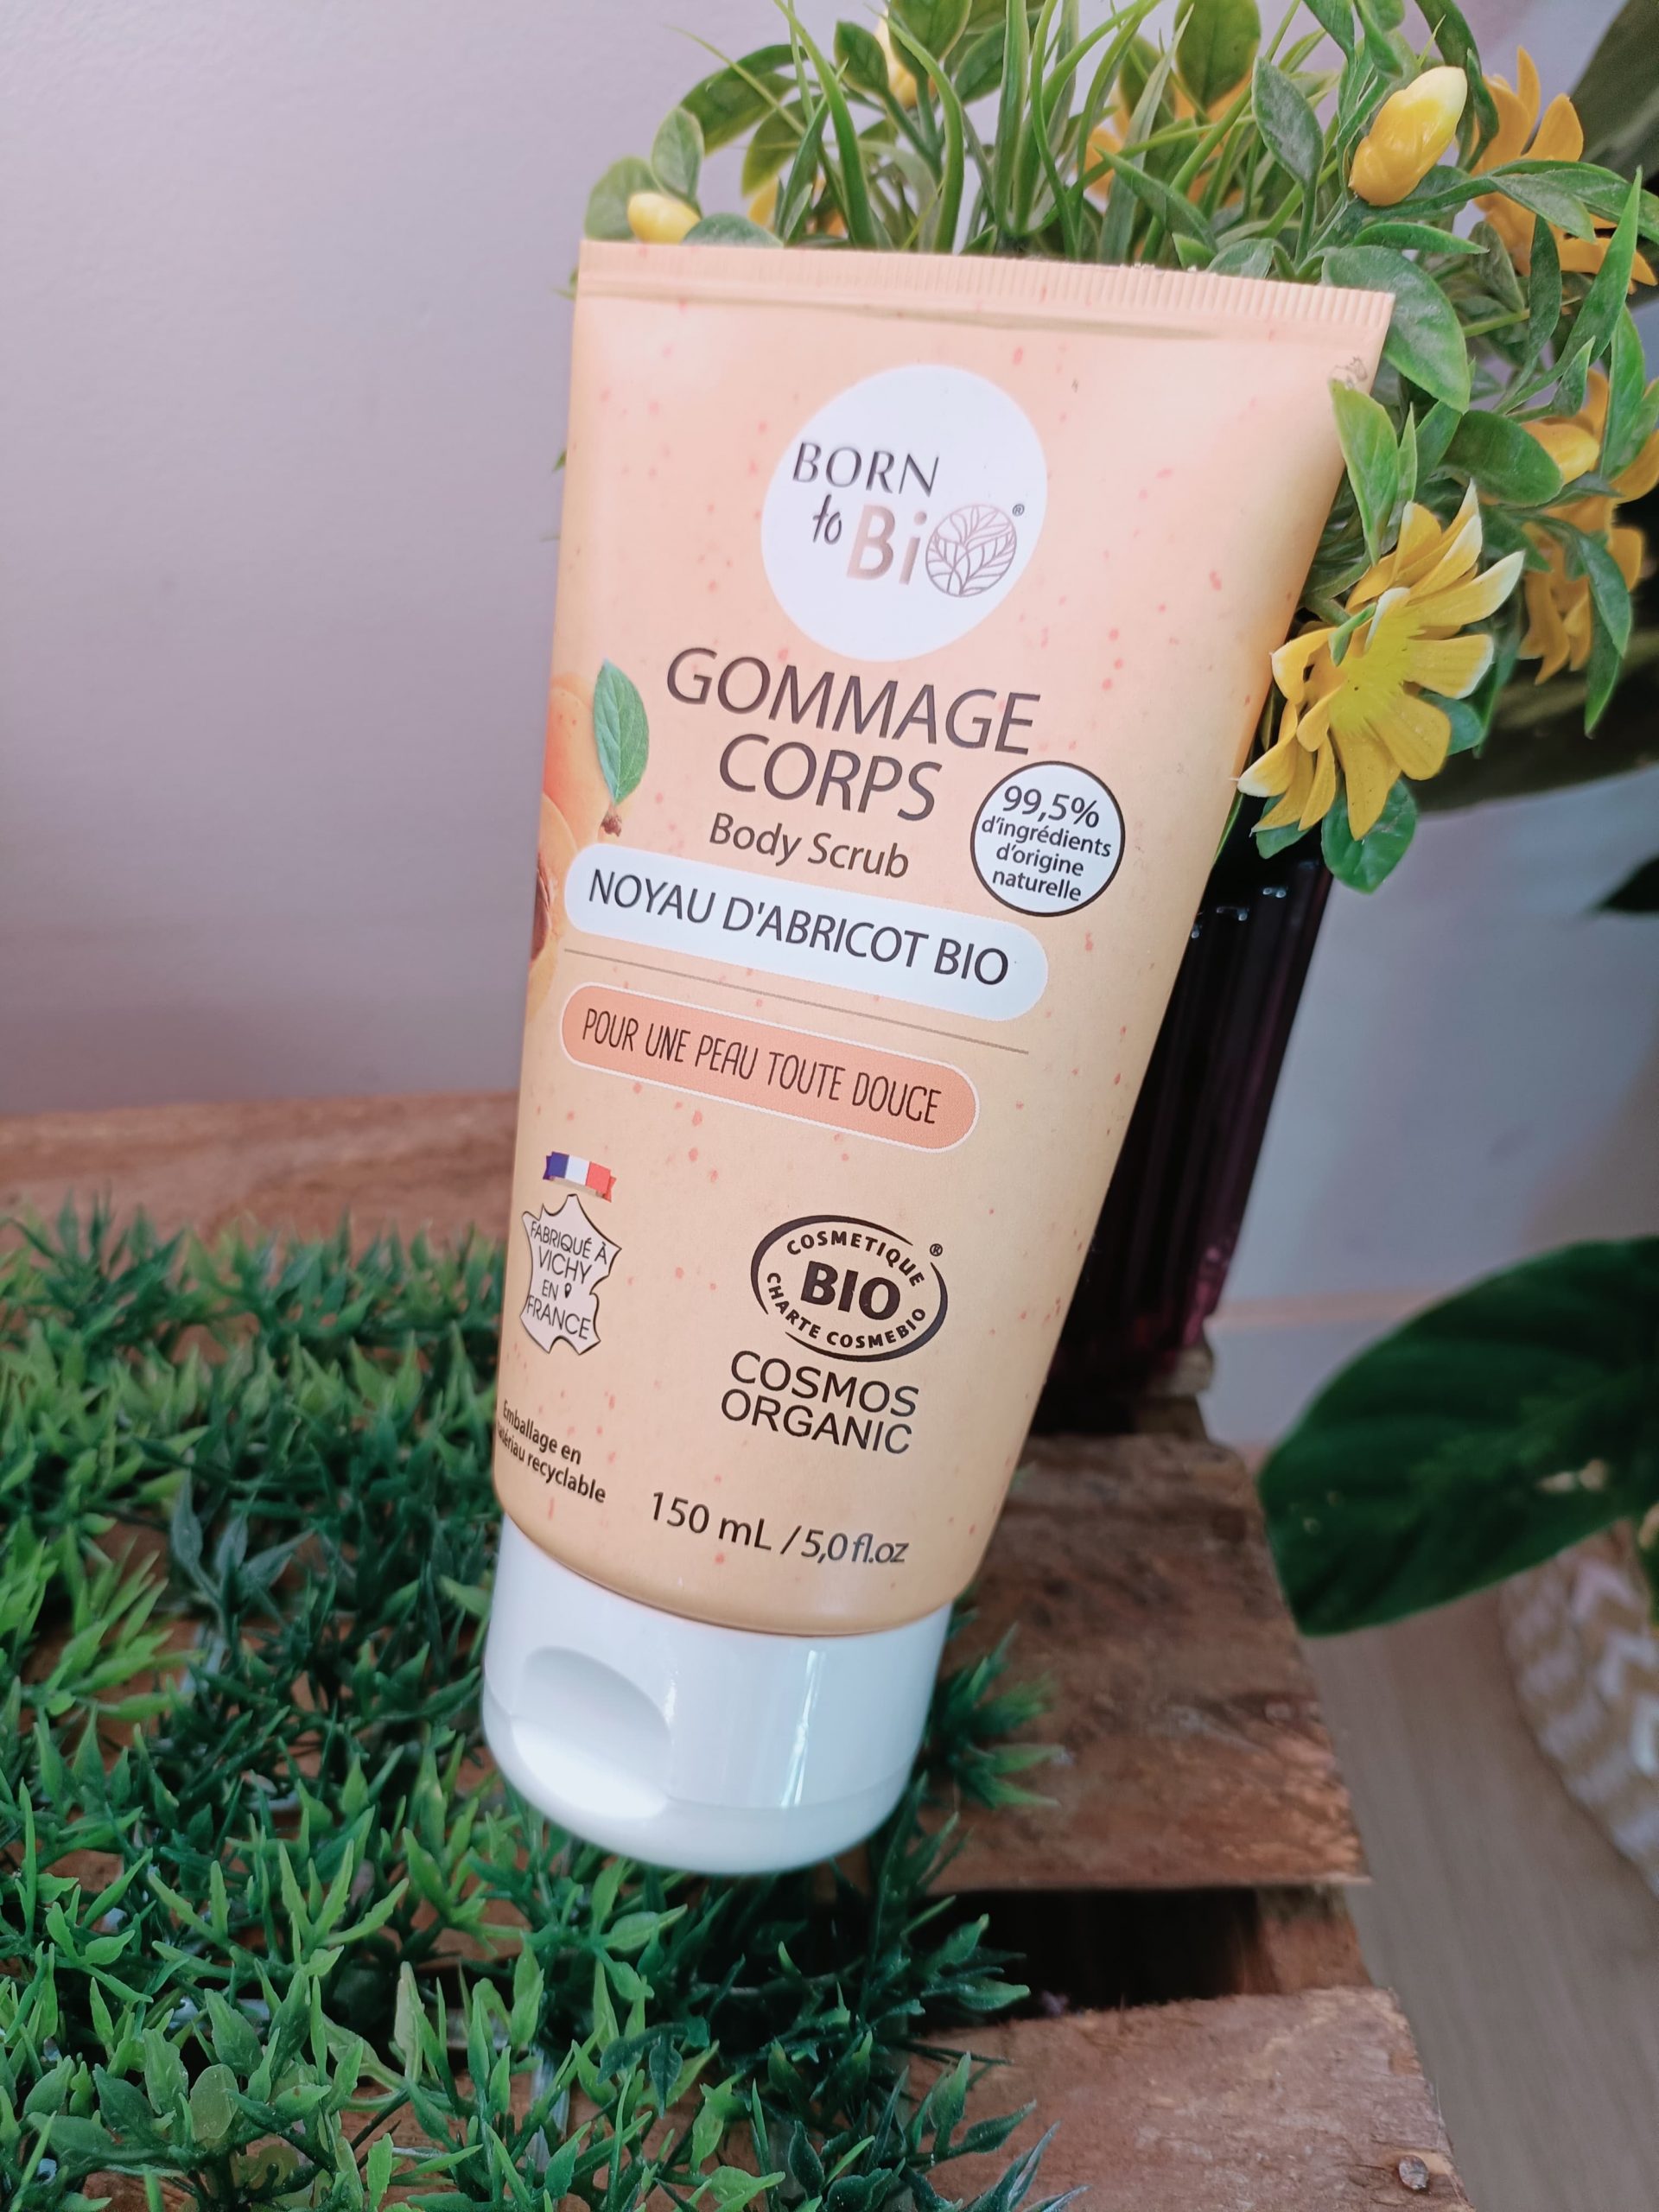 BORN
to Bio®
GOMMAGE
CORPS
Body Scrub
99,5%
d'ingrédients
d'origine
naturelle
NOYAU D'ABRICOT BIO
POUR UNE PEAU TOUTE DOUCE
FABRIQUÉ À
VICHY
EN
FRANCE
COSMETIQUE ®
BIO
CHARTE COSMEBIO
COSMOS
ORGANIC
Emballage en
recyclable
150 mL / 5,0 fl.oz